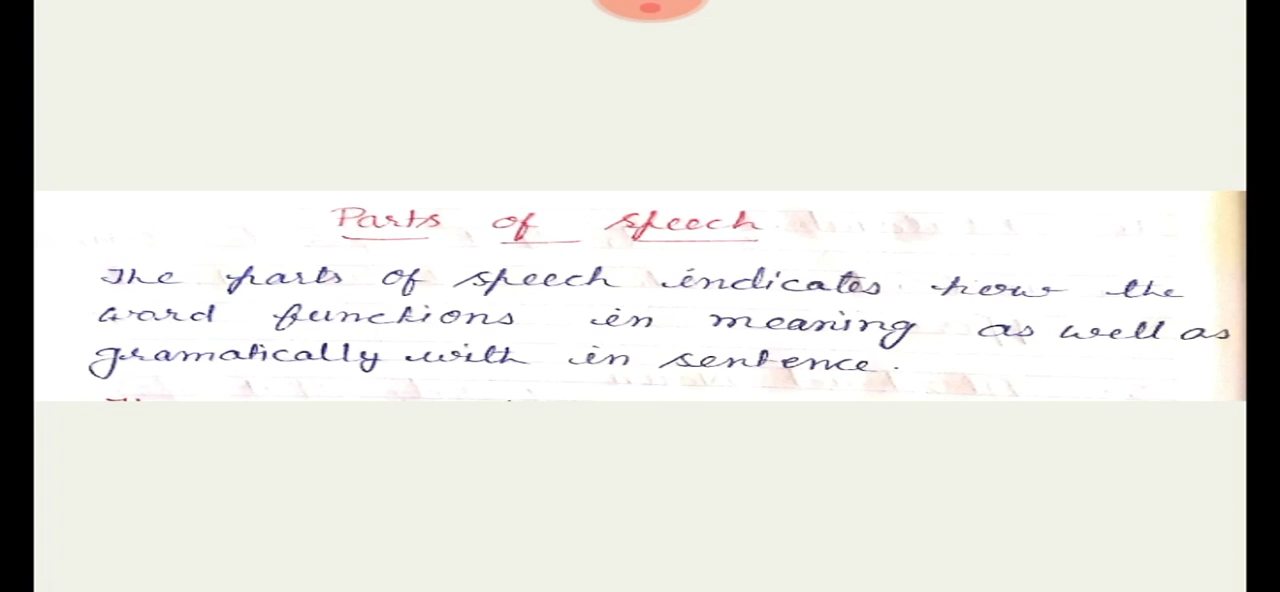 Parts of speech
The parts of speech indicates how the
word functions in meaning as well as
gramatically with in sentence.